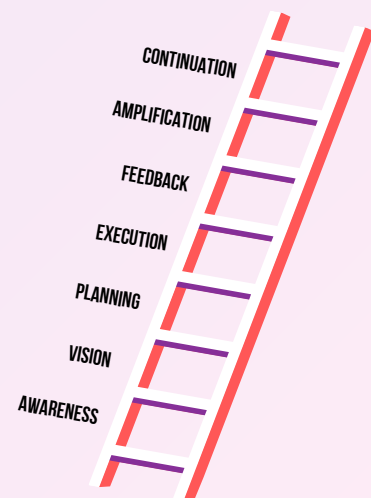 CONTINUATION
AMPLIFICATION
FEEDBACK
EXECUTION
PLANNING
VISION
AWARENESS